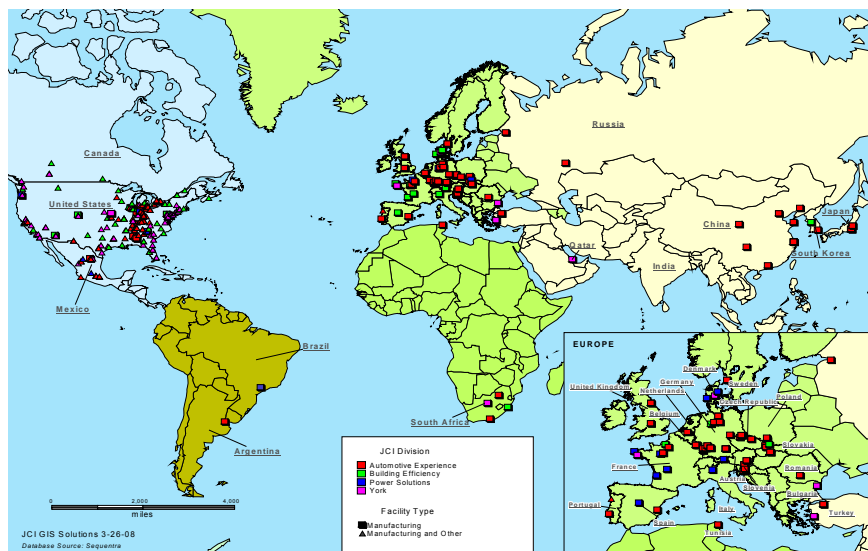 Canada
United States
Mexico
Brazil
Argentina
South Africa
Russia
China
Japan
South Korea
Qatar
India
0
2,000
4,000
miles
JCI GIS Solutions 3-26-08
Database Source: Sequentra
JCI Division
Automotive Experience
Building Efficiency
Power Solutions
York
Facility Type
Manufacturing
Manufacturing and Other
EUROPE
Denmark
Sweden
Germany
United Kingdom
Netherlands
Czech Republic
Poland
Belgium
Slovakia
France
Romania
Austria
Slovenia
Bulgaria
Portugal
Spain
Italy
Turkey
Tunisia